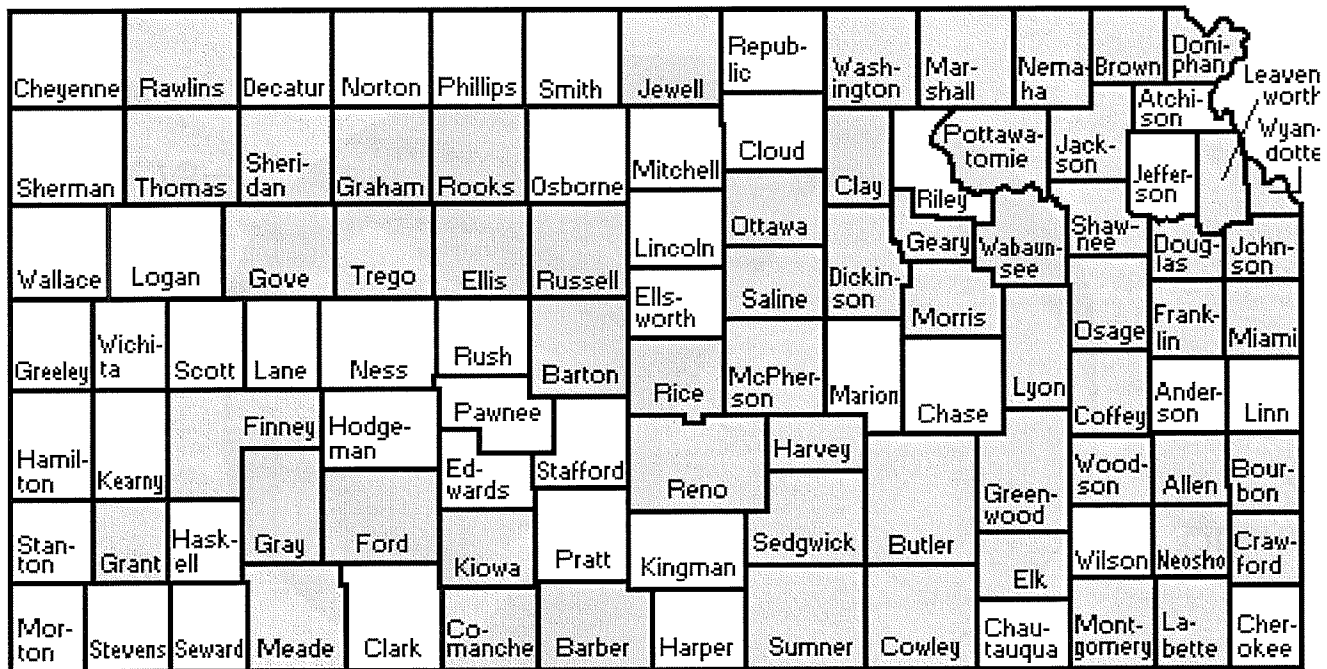 Cheyenne
Rawlins
Decatur
Norton
Phillips
Smith
Jewell
Repub-
lic
Wash-
ington
Mar-
shall
Nema-
ha
Brown
Doni-
phan
Leaven
worth
Atchi-
son
Wyan-
dotte
Sherman
Thomas
Sheri-
dan
Graham
Rooks
Osborne
Mitchell
Cloud
Clay
Riley
Pottawa-
tomie
Jack-
son
Jeffer-
son
Wallace
Logan
Gove
Trego
Ellis
Russell
Lincoln
Ottawa
Dickin-
son
Geary
Wabaun-
see
Shaw-
nee
Doug-
las
John-
son
Greeley
Wichi-
ta
Scott
Lane
Ness
Rush
Barton
Ells-
worth
Saline
Morris
Osage
Frank-
lin
Miami
Rice
McPher-
son
Marion
Chase
Lyon
Coffey
Ander-
son
Linn
Hamil-
ton
Kearny
Finney
Hodge-
man
Pawnee
Ed-
wards
Stafford
Reno
Harvey
Green-
wood
Wood-
son
Allen
Bour-
bon
Stan-
ton
Grant
Hask-
ell
Gray
Ford
Kiowa
Pratt
Kingman
Sedgwick
Butler
Elk
Wilson
Neosho
Craw-
ford
Mor-
ton
Stevens
Seward
Meade
Clark
Co-
manche
Barber
Harper
Sumner
Cowley
Chau-
tauqua
Mont-
gomery
La-
bette
Cher-
okee